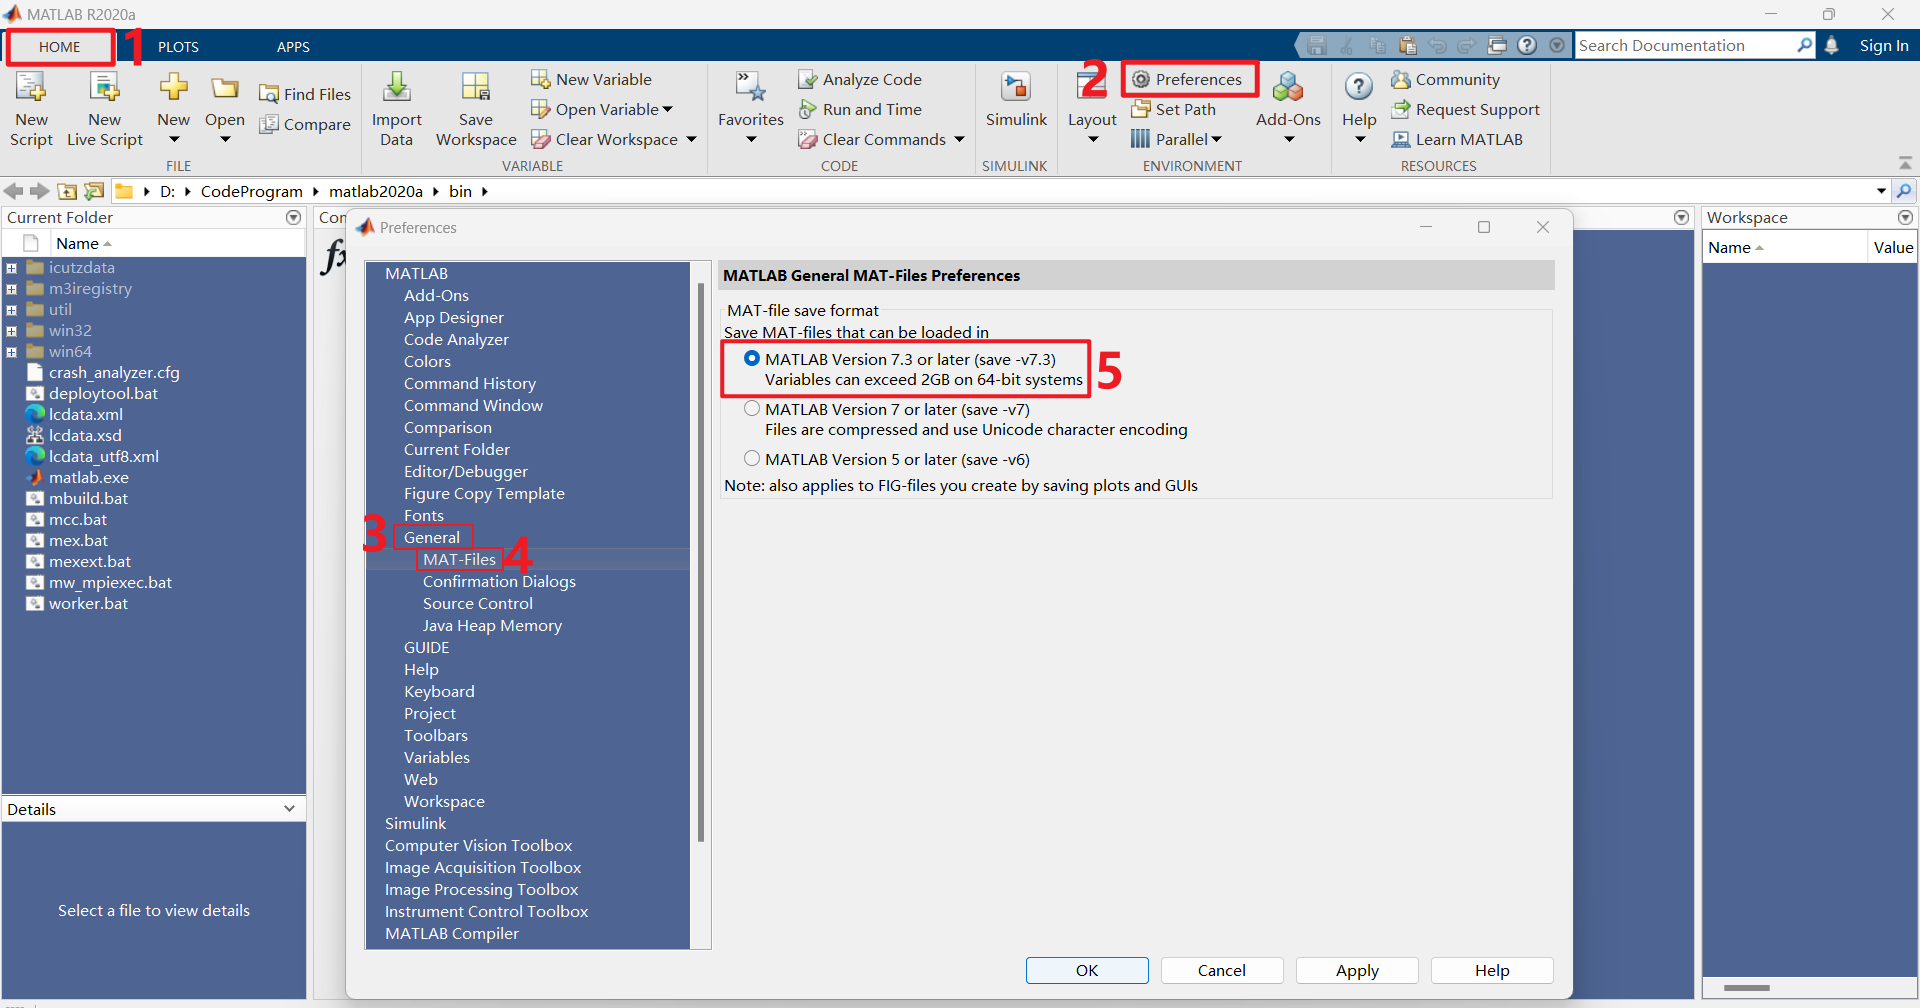 MATLAB R2020a
HOME
1
PLOTS
APPS
Search Documentation
Sign In
New Script
New Live Script
New
Open
Find Files
Compare
FILE
Import Data
Save Workspace
New Variable
Open Variable
Clear Workspace
VARIABLE
Favorites
Analyze Code
Run and Time
Clear Commands
CODE
Simulink
SIMULINK
2
Layout
Preferences
Set Path
Parallel
Add-Ons
ENVIRONMENT
Help
Community
Request Support
Learn MATLAB
RESOURCES
D: CodeProgram matlab2020a bin
Current Folder
Name
icutzdata
m3iregistry
util
win32
win64
crash_analyzer.cfg
deploytool.bat
lcdata.xml
lcdata.xsd
lcdata_utf8.xml
matlab.exe
mbuild.bat
mcc.bat
mex.bat
mexext.bat
mw_mpiexec.bat
worker.bat
Details
Select a file to view details
Con
fx
Preferences
MATLAB
Add-Ons
App Designer
Code Analyzer
Colors
Command History
Command Window
Comparison
Current Folder
Editor/Debugger
Figure Copy Template
Fonts
3
General
MAT-Files
4
Confirmation Dialogs
Source Control
Java Heap Memory
GUIDE
Help
Keyboard
Project
Toolbars
Variables
Web
Workspace
Simulink
Computer Vision Toolbox
Image Acquisition Toolbox
Image Processing Toolbox
Instrument Control Toolbox
MATLAB Compiler
MATLAB General MAT-Files Preferences
MAT-file save format
Save MAT-files that can be loaded in
MATLAB Version 7.3 or later (save -v7.3)
Variables can exceed 2GB on 64-bit systems
5
MATLAB Version 7 or later (save -v7)
Files are compressed and use Unicode character encoding
MATLAB Version 5 or later (save -v6)
Note: also applies to FIG-files you create by saving plots and GUIs
OK
Cancel
Apply
Help
Workspace
Name
Value